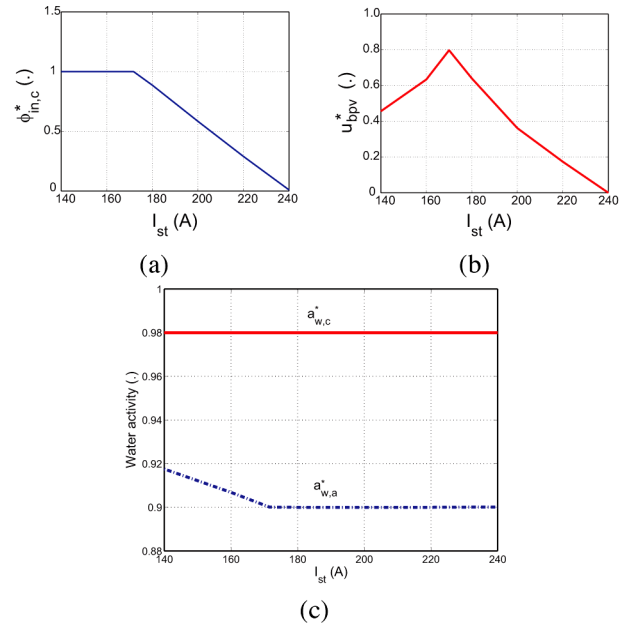 1.5
1
0.5
0
ϕ*in,c (.)
140 160 180 200 220 240
Ist (A)
(a)
1.0
0.8
0.6
0.4
0.2
0
u*bpv (.)
140 160 180 200 220 240
Ist (A)
(b)
1
0.98
0.96
0.94
0.92
0.9
0.88
Water activity (.)
a*w,c
a*w,a
140 160 180 200 220 240
Ist (A)
(c)